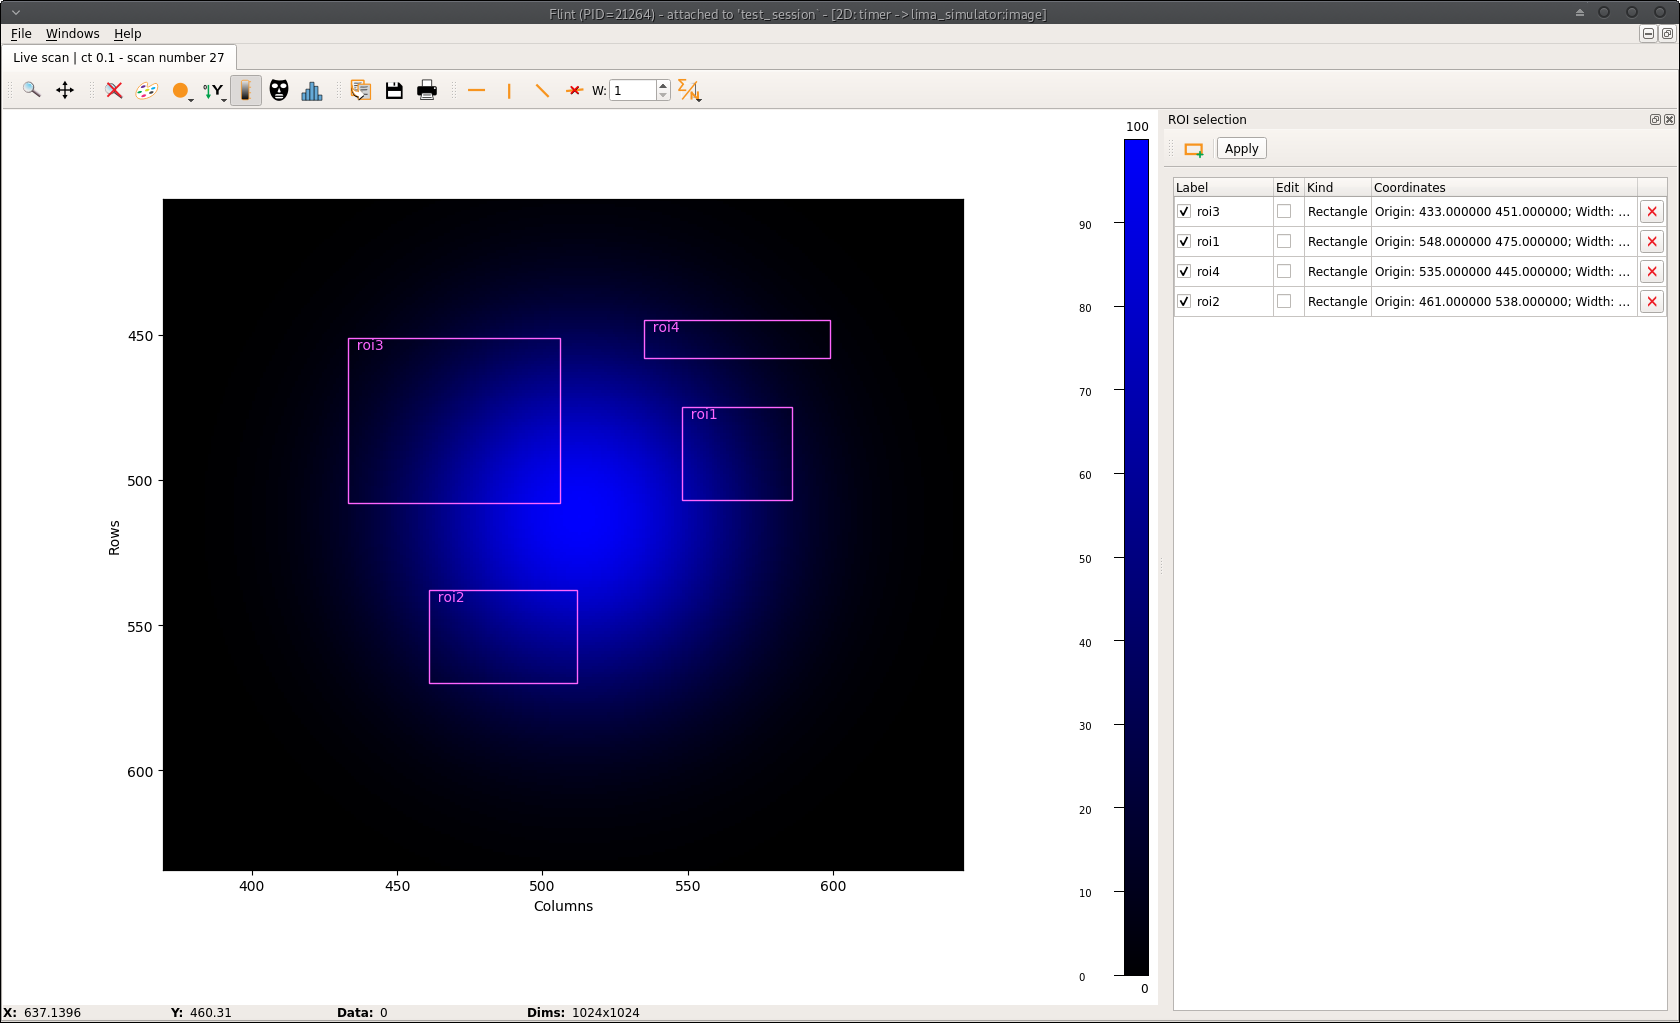 Flint (PID=21264) - attached to 'test_session` - [2D: timer ->lima_simulator:image]
File Windows Help
Live scan | ct 0.1 - scan number 27
Y W: 1
ROI selection
Apply
Label Edit Kind Coordinates
roi3 Rectangle Origin: 433.000000 451.000000; Width: ...
roi1 Rectangle Origin: 548.000000 475.000000; Width: ...
roi4 Rectangle Origin: 535.000000 445.000000; Width: ...
roi2 Rectangle Origin: 461.000000 538.000000; Width: ...
100
90
80
70
60
50
40
30
20
10
0
0
roi4
roi3
roi1
roi2
450
500
550
600
Rows
400 450 500 550 600
Columns
X: 637.1396 Y: 460.31 Data: 0 Dims: 1024x1024